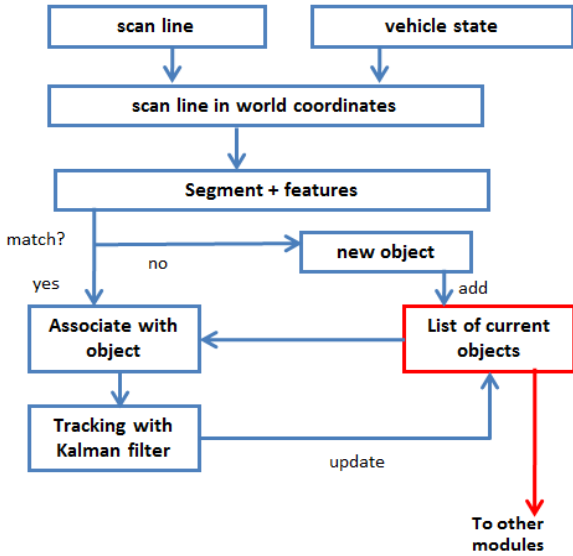 scan line
vehicle state
scan line in world coordinates
Segment + features
match?
no
new object
yes
add
Associate with
object
List of current
objects
Tracking with
Kalman filter
update
To other
modules